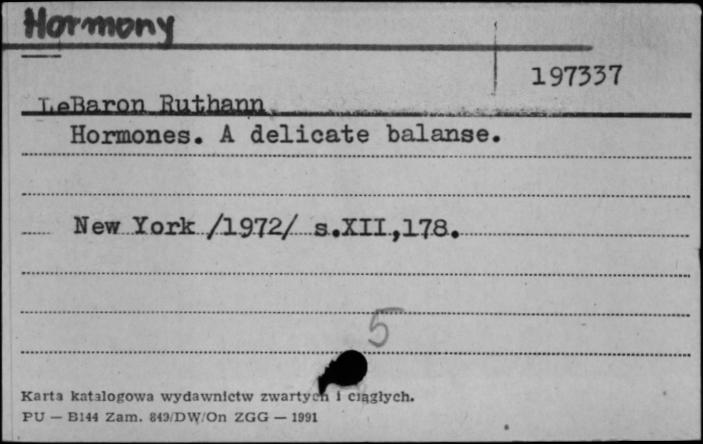 Hormony
197337
LeBaron Ruthann
Hormones. A delicate balanse.
New York /1972/ s.XII,178.
5
Karta katalogowa wydawnictw zwartych i ciągłych.
PU — B144 Zam. 849/DW/On ZGG — 1991